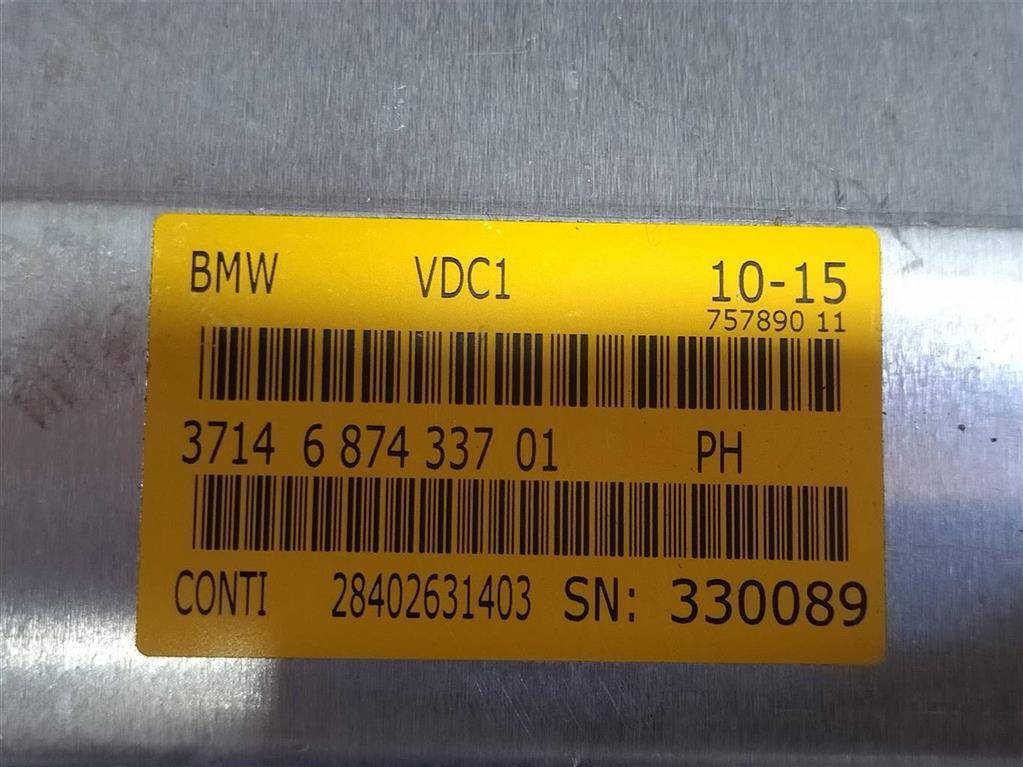 BMW VDC1 10-15
757890 11
3714 6 874 337 01 PH
CONTI 28402631403 SN: 330089